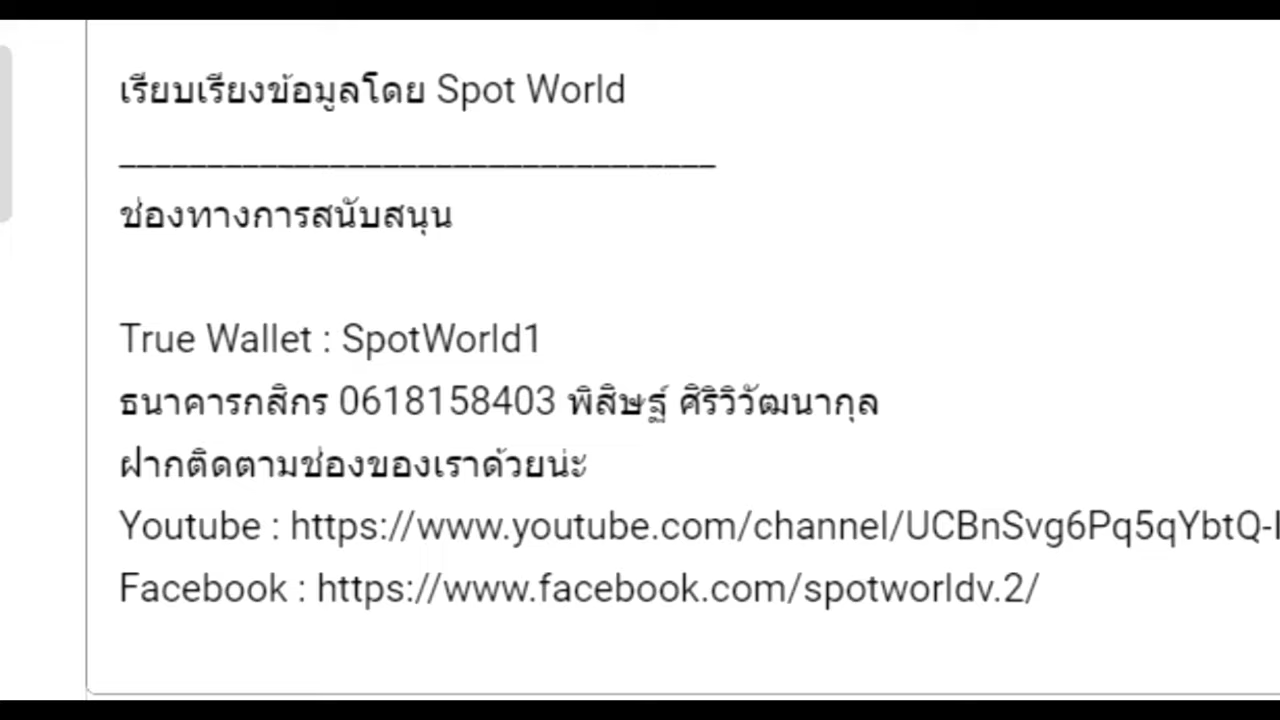 เรียบเรียงข้อมูลโดย Spot World
__________________________________
ช่องทางการสนับสนุน
True Wallet : SpotWorld1
ธนาคารกสิกร 0618158403 พิสิษฐ์ ศิริวิวัฒนากุล
ฝากติดตามช่องของเราด้วยน่ะ
Youtube : https://www.youtube.com/channel/UCBnSvg6Pq5qYbtQ-
Facebook : https://www.facebook.com/spotworldv.2/